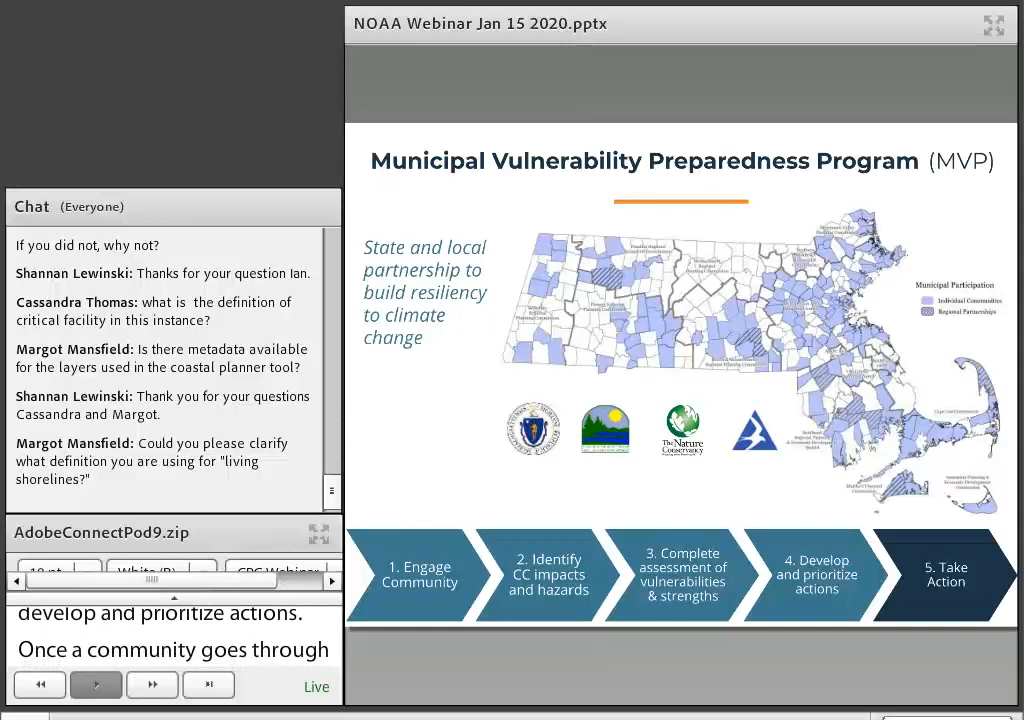 NOAA Webinar Jan 15 2020.pptx
Municipal Vulnerability Preparedness Program (MVP)
State and local
partnership to
build resiliency
to climate
change
Municipal Participation
Individual Communities
Regional Partnerships
The Nature
Conservancy
1. Engage
Community
2. Identify
CC impacts
and hazards
3. Complete
assessment of
vulnerabilities
& strengths
4. Develop
and prioritize
actions
5. Take
Action
Chat (Everyone)
If you did not, why not?
Shannan Lewinski: Thanks for your question Ian.
Cassandra Thomas: what is the definition of
critical facility in this instance?
Margot Mansfield: Is there metadata available
for the layers used in the coastal planner tool?
Shannan Lewinski: Thank you for your questions
Cassandra and Margot.
Margot Mansfield: Could you please clarify
what definition you are using for "living
shorelines?"
AdobeConnectPod9.zip
develop and prioritize actions.
Once a community goes through
Live